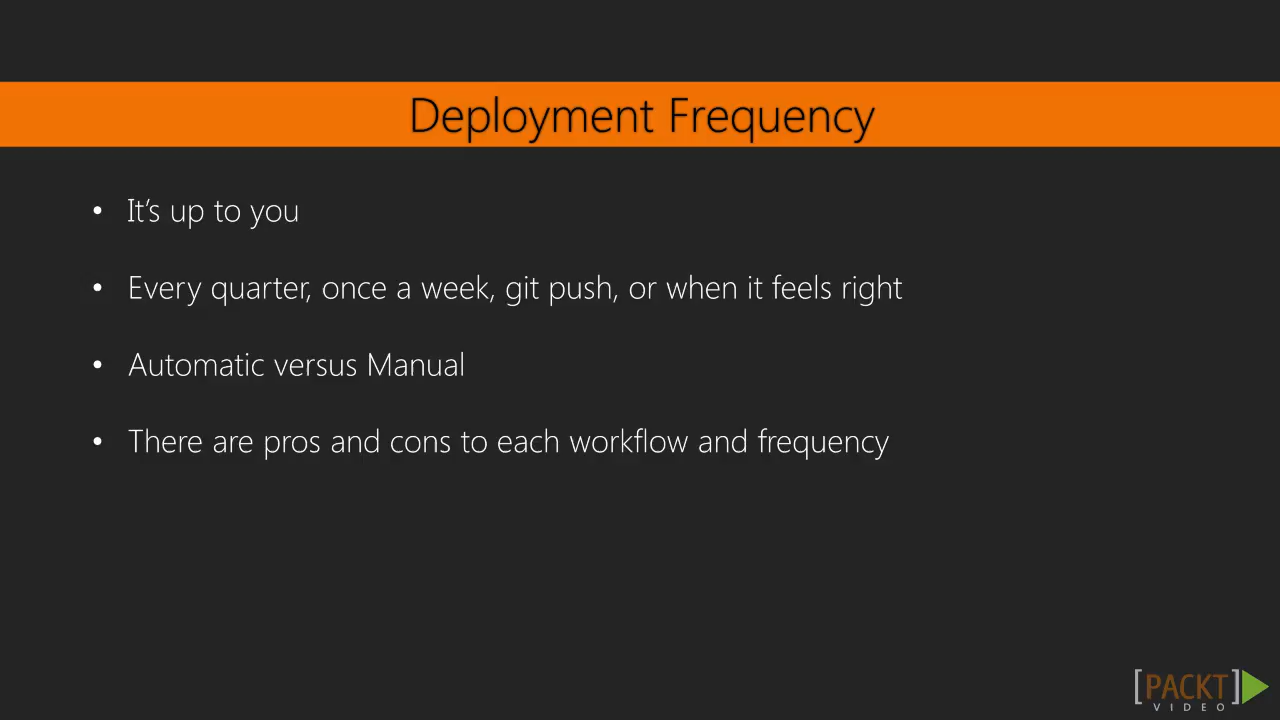 Deployment Frequency
• It's up to you
• Every quarter, once a week, git push, or when it feels right
• Automatic versus Manual
• There are pros and cons to each workflow and frequency
[PACKT]
VIDEO